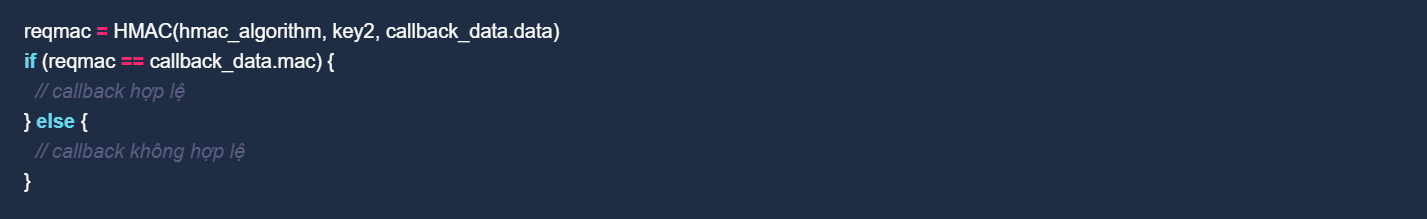 reqmac = HMAC(hmac_algorithm, key2, callback_data.data)
if (reqmac == callback_data.mac) {
// callback hợp lệ
} else {
// callback không hợp lệ
}